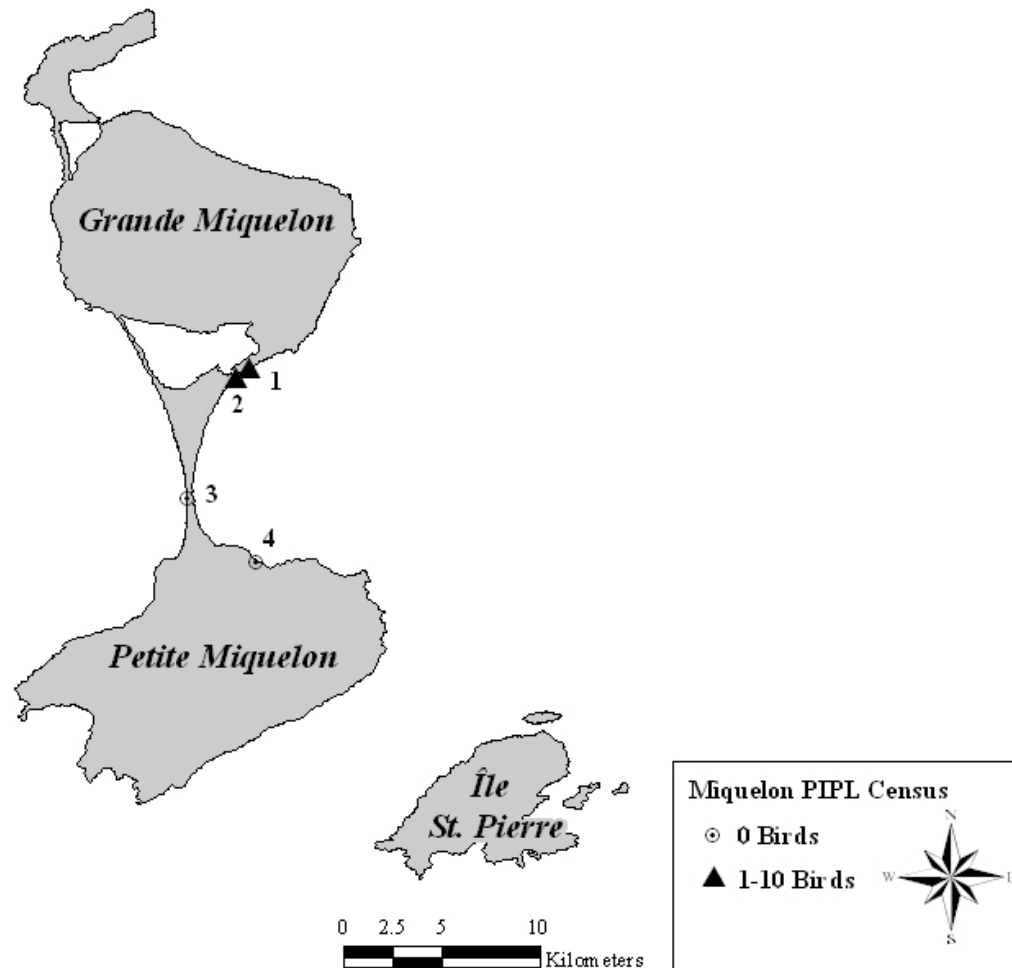 Grande Miquelon
1
2
3
4
Petite Miquelon
Île
St. Pierre
Miquelon PIPL Census
0 Birds
1-10 Birds
N
W
E
S
0 2.5 5 10
Kilometers